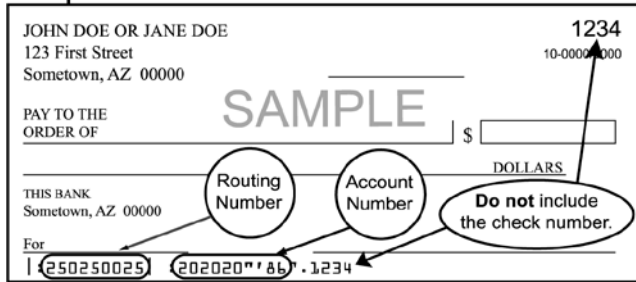 JOHN DOE OR JANE DOE
1234
123 First Street
Sometown, AZ 00000
SAMPLE
PAY TO THE
ORDER OF
$
DOLLARS
Routing
Number
Account
Number
Do not include
the check number.
THIS BANK
Sometown, AZ 00000
For
|:250250025| :202020"'86".1234